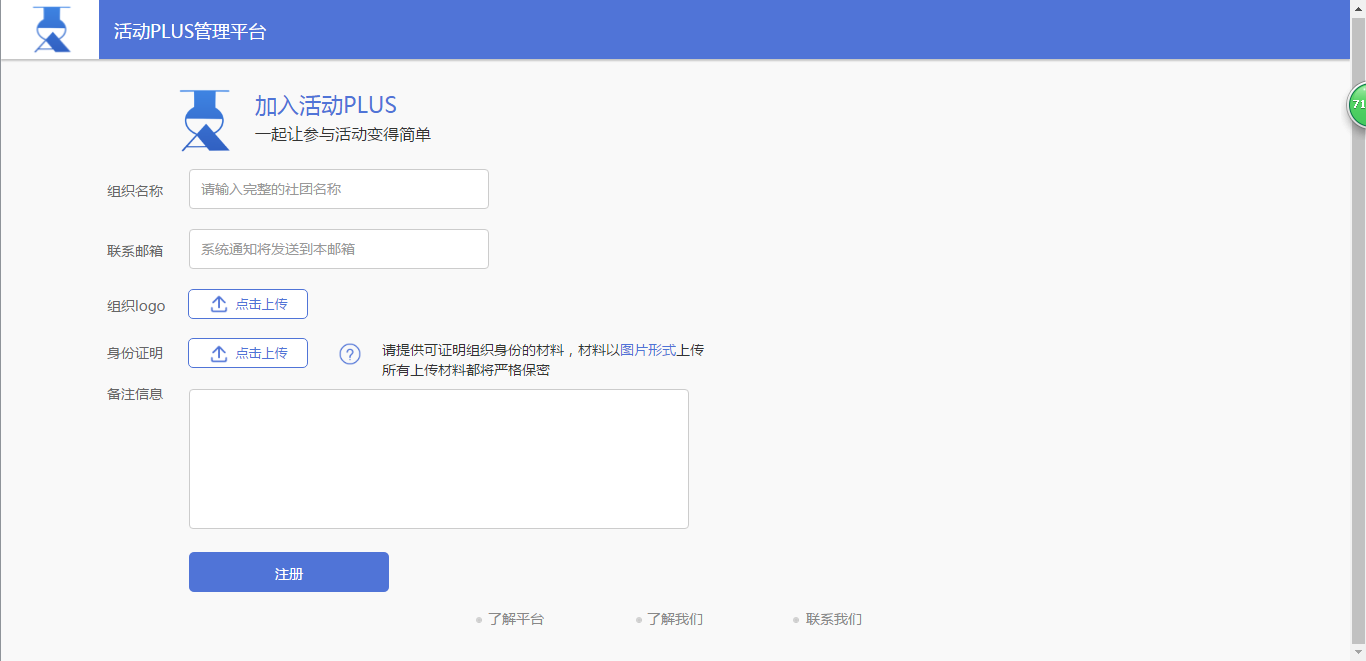 活动PLUS管理平台
71
加入活动PLUS
一起让参与活动变得简单
组织名称 请输入完整的社团名称
联系邮箱 系统通知将发送到本邮箱
组织logo 点击上传
身份证明 点击上传 ? 请提供可证明组织身份的材料，材料以图片形式上传
所有上传材料都将严格保密
备注信息
注册
了解平台 了解我们 联系我们